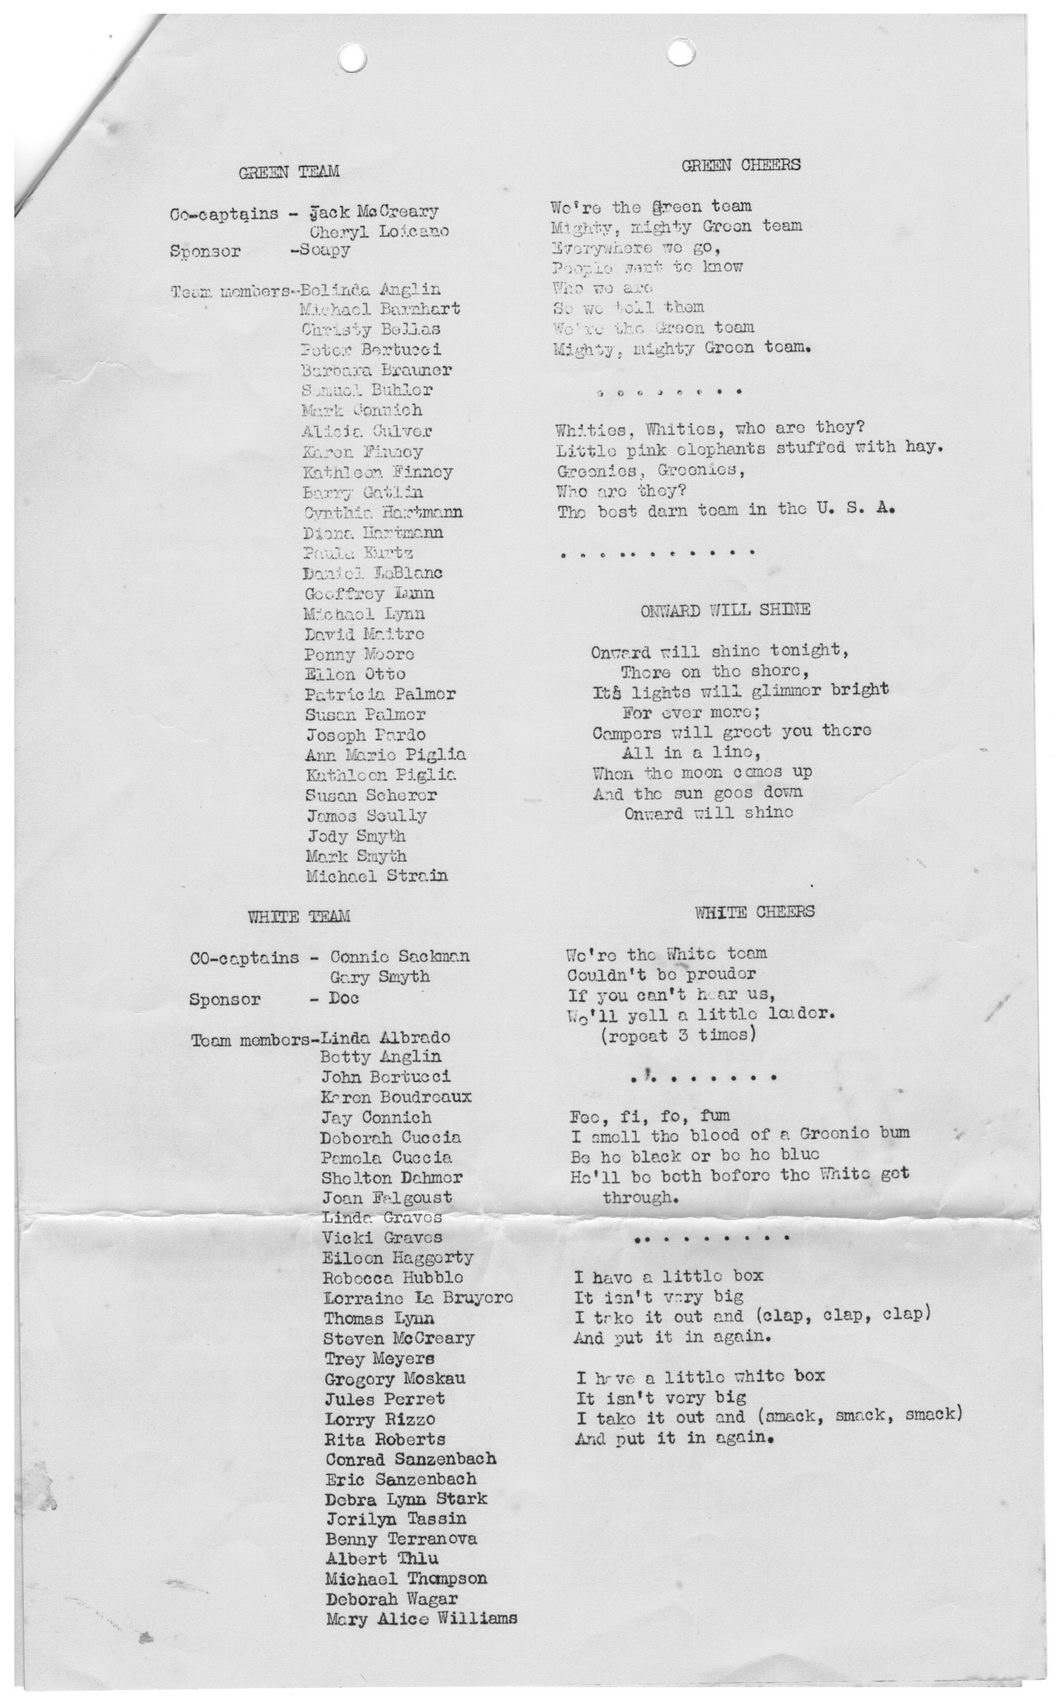 GREEN TEAM
Co-captains - Jack McCreary
Cheryl Loicano
Sponsor -Soapy
Team members-Belinda Anglin
Michael Barnhart
Christy Bellas
Peter Bertucci
Barbara Brauner
Samuel Buhler
Mark Connich
Alicia Culver
Karen Finney
Kathleen Finney
Barry Gatlin
Cynthia Hartmann
Diona Hartmann
Paula Kurtz
Daniel LeBlanc
Geoffrey Lunn
Michael Lynn
David Maitre
Penny Moore
Ellen Otto
Patricia Palmer
Susan Palmer
Joseph Pardo
Ann Marie Piglia
Kathleen Piglia
Susan Scherer
James Scully
Jody Smyth
Mark Smyth
Michael Strain
GREEN CHEERS
We're the green team
Mighty, mighty Green team
Everywhere we go,
People want to know
Who we are
So we tell them
We're the Green team
Mighty, mighty Green team.
. . . . . . . .
Whities, Whities, who are they?
Little pink elephants stuffed with hay.
Greenies, Greenies,
Who are they?
The best darn team in the U. S. A.
. . . .. . . . . . .
ONWARD WILL SHINE
Onward will shine tonight,
There on the shore,
Its lights will glimmer bright
For ever more;
Campers will greet you there
All in a line,
When the moon comes up
And the sun goes down
Onward will shine
WHITE TEAM
CO-captains - Connie Sackman
Gary Smyth
Sponsor - Doc
Team members-Linda Albrado
Betty Anglin
John Bertucci
Karen Boudreaux
Jay Connich
Deborah Cuccia
Pamela Cuccia
Shelton Dahmer
Joan Falgoust
Linda Graves
Vicki Graves
Eileen Haggerty
Rebecca Hubble
Lorraine La Bruyere
Thomas Lynn
Steven McCreary
Trey Meyers
Gregory Moskau
Jules Perret
Lorry Rizzo
Rita Roberts
Conrad Sanzenbach
Eric Sanzenbach
Debra Lynn Stark
Jerilyn Tassin
Benny Terranova
Albert Thlu
Michael Thompson
Deborah Wagar
Mary Alice Williams
WHITE CHEERS
We're the White team
Couldn't be prouder
If you can't hear us,
We'll yell a little louder.
(repeat 3 times)
. . . . . . . .
Fee, fi, fo, fum
I smell the blood of a Greenie bum
Be he black or be he blue
He'll be both before the White get
through.
.. . . . . . . .
I have a little box
It isn't very big
I take it out and (clap, clap, clap)
And put it in again.
I have a little white box
It isn't very big
I take it out and (smack, smack, smack)
And put it in again.